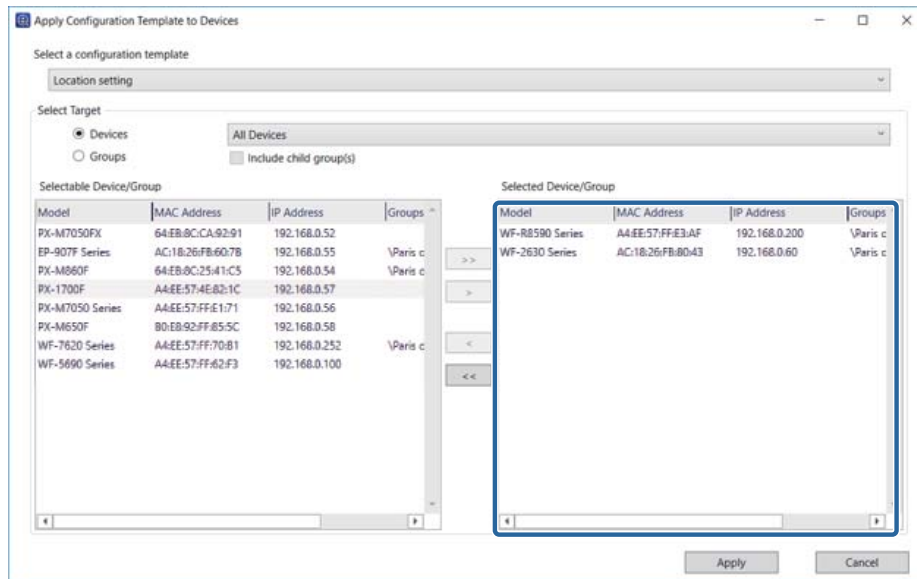 Apply Configuration Template to Devices
Select a configuration template
Location setting
Select Target
Devices
All Devices
Groups
Include child group(s)
Selectable Device/Group
Selected Device/Group
Model MAC Address IP Address Groups
PX-M7050FX 64:EB:8C:CA:92:91 192.168.0.52
EP-907F Series AC:18:26:FB:60:7B 192.168.0.55 \Paris c
PX-M860F 64:EB:8C:25:41:C5 192.168.0.54 \Paris c
PX-1700F A4:EE:57:4E:82:1C 192.168.0.57
PX-M7050 Series A4:EE:57:FF:E1:71 192.168.0.56
PX-M650F B0:E8:92:FF:85:5C 192.168.0.58
WF-7620 Series A4:EE:57:FF:70:B1 192.168.0.252 \Paris c
WF-5690 Series A4:EE:57:FF:62:F3 192.168.0.100
>>
>
<
<<
Model MAC Address IP Address Groups
WF-R8590 Series A4:EE:57:FF:E3:AF 192.168.0.200 \Paris c
WF-2630 Series AC:18:26:FB:80:43 192.168.0.60 \Paris c
Apply
Cancel